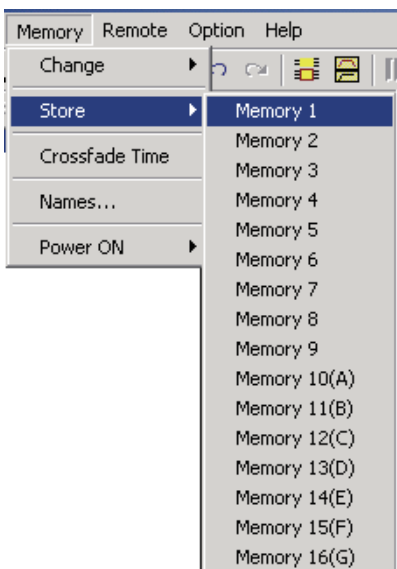 Memory Remote Option Help
Change
Store
Crossfade Time
Names...
Power ON
Memory 1
Memory 2
Memory 3
Memory 4
Memory 5
Memory 6
Memory 7
Memory 8
Memory 9
Memory 10(A)
Memory 11(B)
Memory 12(C)
Memory 13(D)
Memory 14(E)
Memory 15(F)
Memory 16(G)